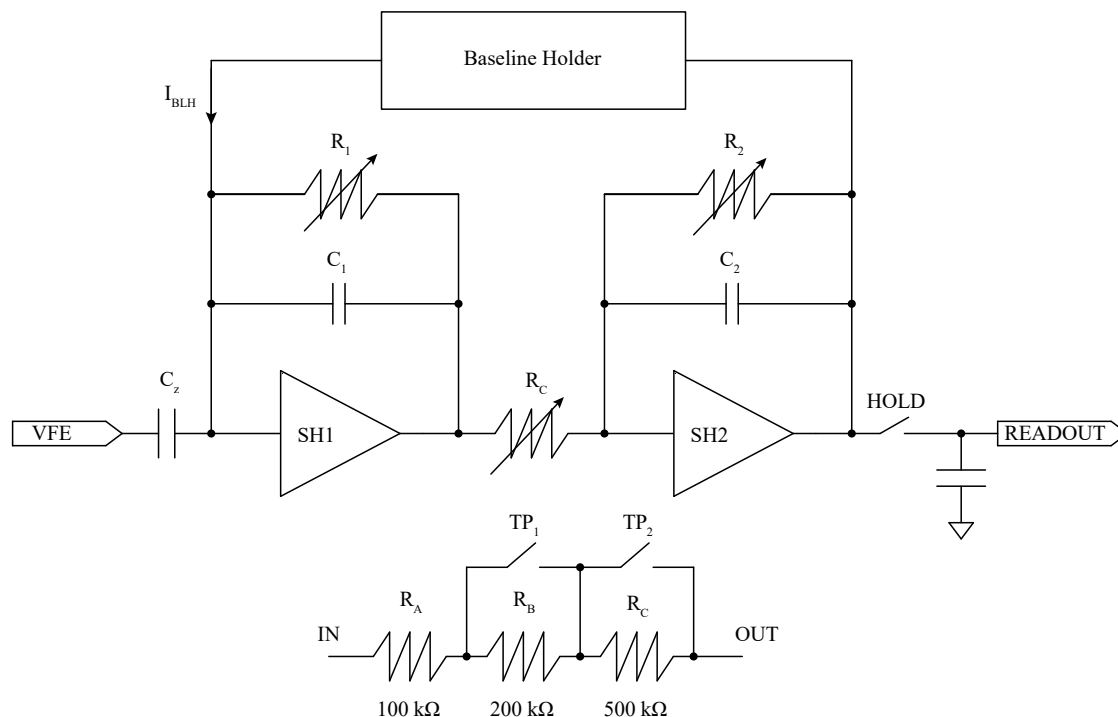 Baseline Holder
I_BLH
R_1
R_2
C_1
C_2
C_z
R_C
HOLD
VFE
SH1
SH2
READOUT
TP_1
TP_2
R_A
R_B
R_C
IN
OUT
100 kΩ
200 kΩ
500 kΩ